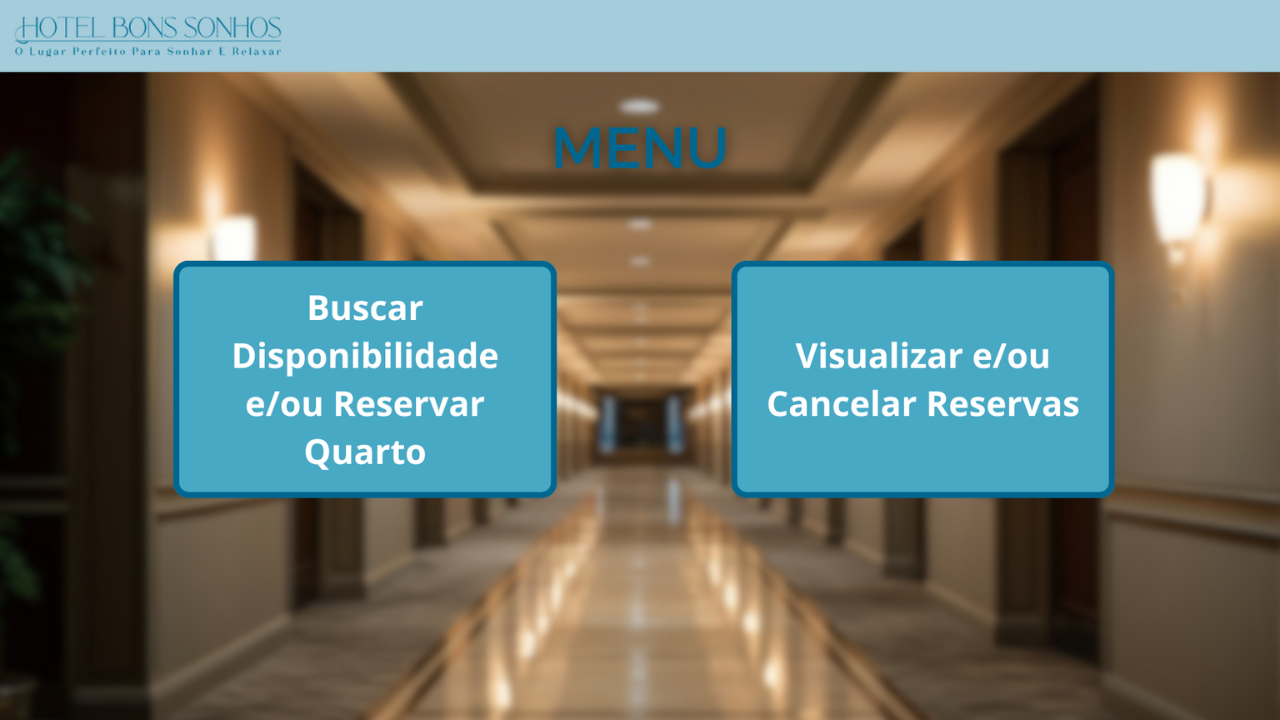 HOTEL BONS SONHOS
O Lugar Perfeito Para Sonhar E Relaxar
MENU
Buscar
Disponibilidade
e/ou Reservar
Quarto
Visualizar e/ou
Cancelar Reservas